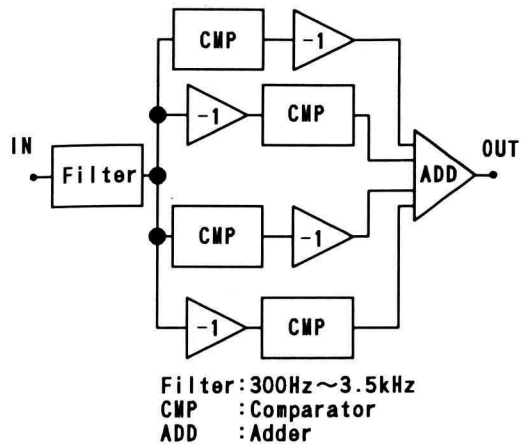 CMP
-1
-1
CMP
IN
Filter
ADD
OUT
CMP
-1
-1
CMP
Filter:300Hz～3.5kHz
CMP :Comparator
ADD :Adder